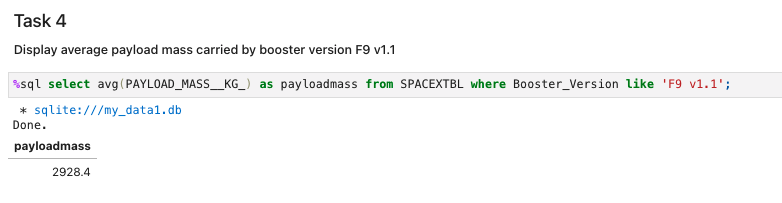 Task 4
Display average payload mass carried by booster version F9 v1.1
%sql select avg(PAYLOAD_MASS__KG_) as payloadmass from SPACEXTBL where Booster_Version like 'F9 v1.1';
* sqlite:///my_data1.db
Done.
payloadmass
2928.4